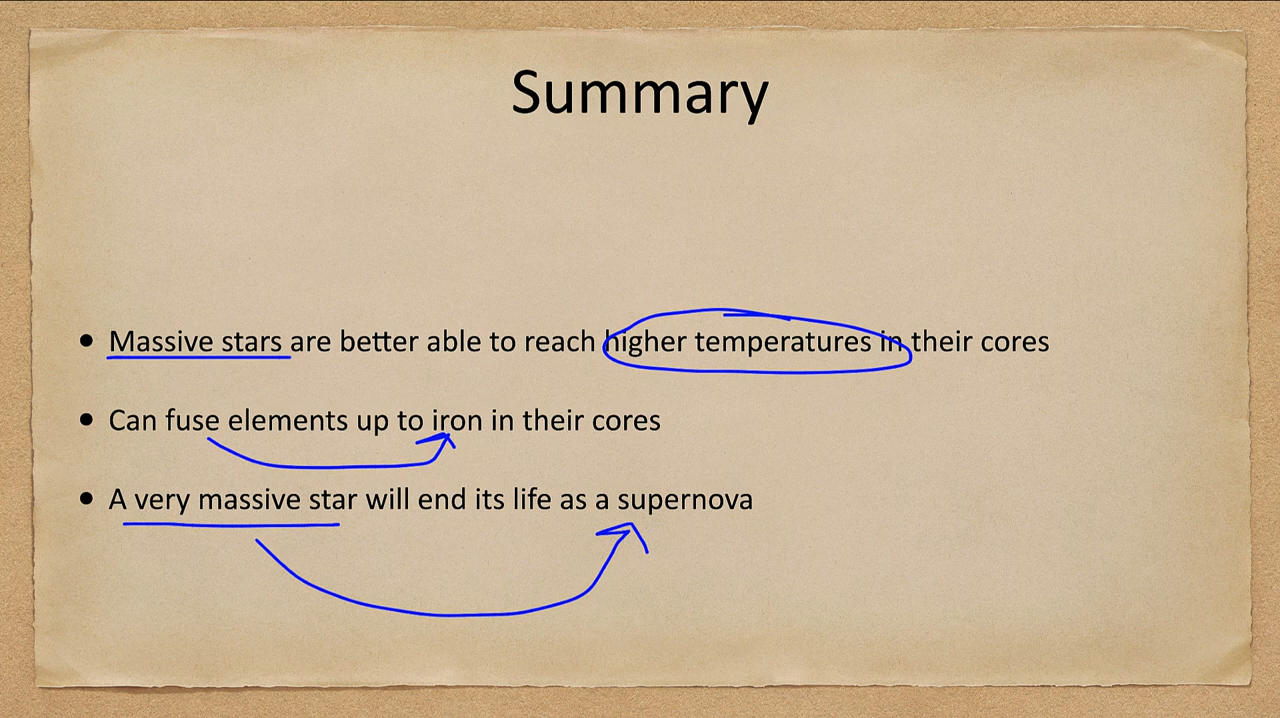 Summary
• Massive stars are better able to reach higher temperatures in their cores
• Can fuse elements up to iron in their cores
• A very massive star will end its life as a supernova